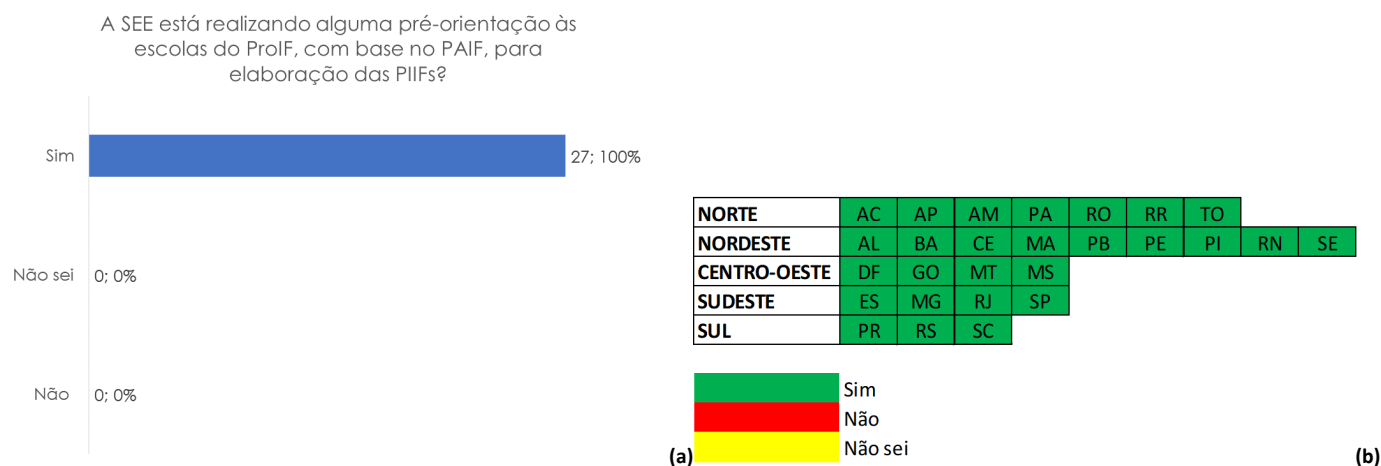 A SEE está realizando alguma pré-orientação às
escolas do ProIF, com base no PAIF, para
elaboração das PIIFs?
Sim
27; 100%
Não sei
0; 0%
Não
0; 0%
(a)
NORTE AC AP AM PA RO RR TO
NORDESTE AL BA CE MA PB PE PI RN SE
CENTRO-OESTE DF GO MT MS
SUDESTE ES MG RJ SP
SUL PR RS SC
Sim
Não
Não sei
(b)